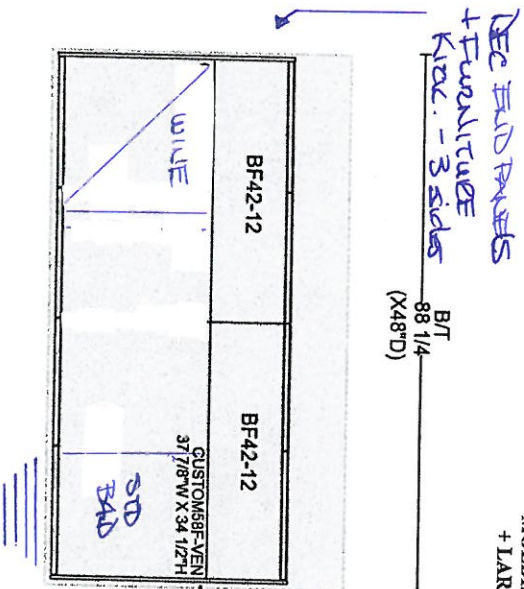 DEC END PANELS
+ FURNITURE
KICK. - 3 sides
B/T
88 1/4
(X48"D)
+LAR
BF42-12
BF42-12
WINE
CUSTOM58F-VEN
37 7/8"W X 34 1/2"H
STD